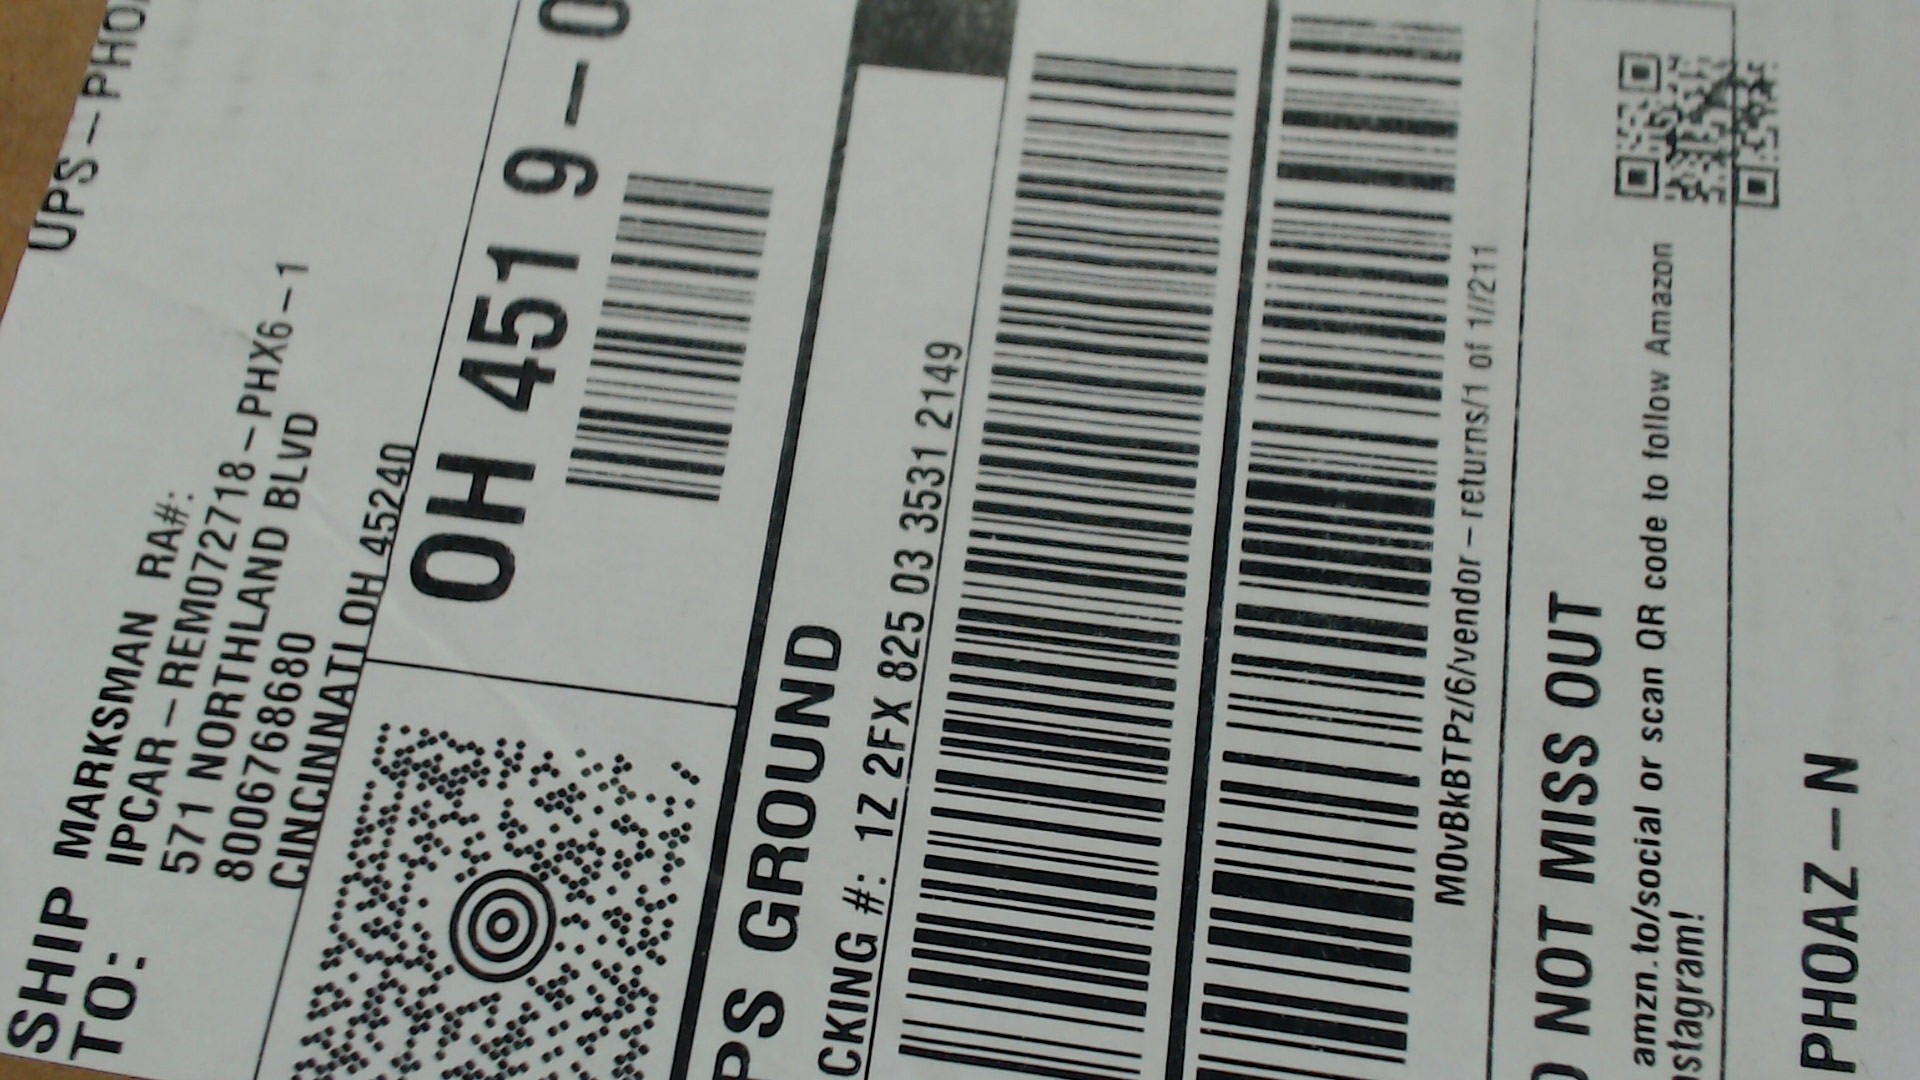 UPS-PHO
SHIP
TO:
MARKSMAN RA#:
IPCAR-REM072718-PHX6-1
571 NORTHLAND BLVD
8006768680
CINCINNATI OH 45240
OH 451 9-0
PS GROUND
CKING #: 1Z 2FX 825 03 3531 2149
M0vBkBTPz/6/vendor-returns/1 of 1//211
NOT MISS OUT
amzn.to/social or scan QR code to follow Amazon
stagram!
PHOAZ-N